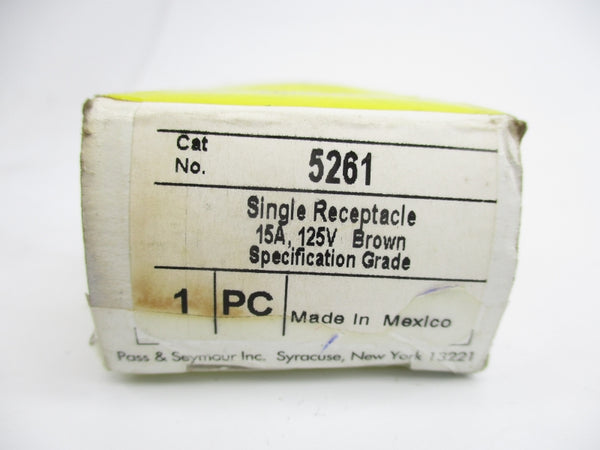 Cat
No. 5261
Single Receptacle
15A, 125V Brown
Specification Grade
1 PC Made In Mexico
Pass & Seymour Inc. Syracuse, New York 13221